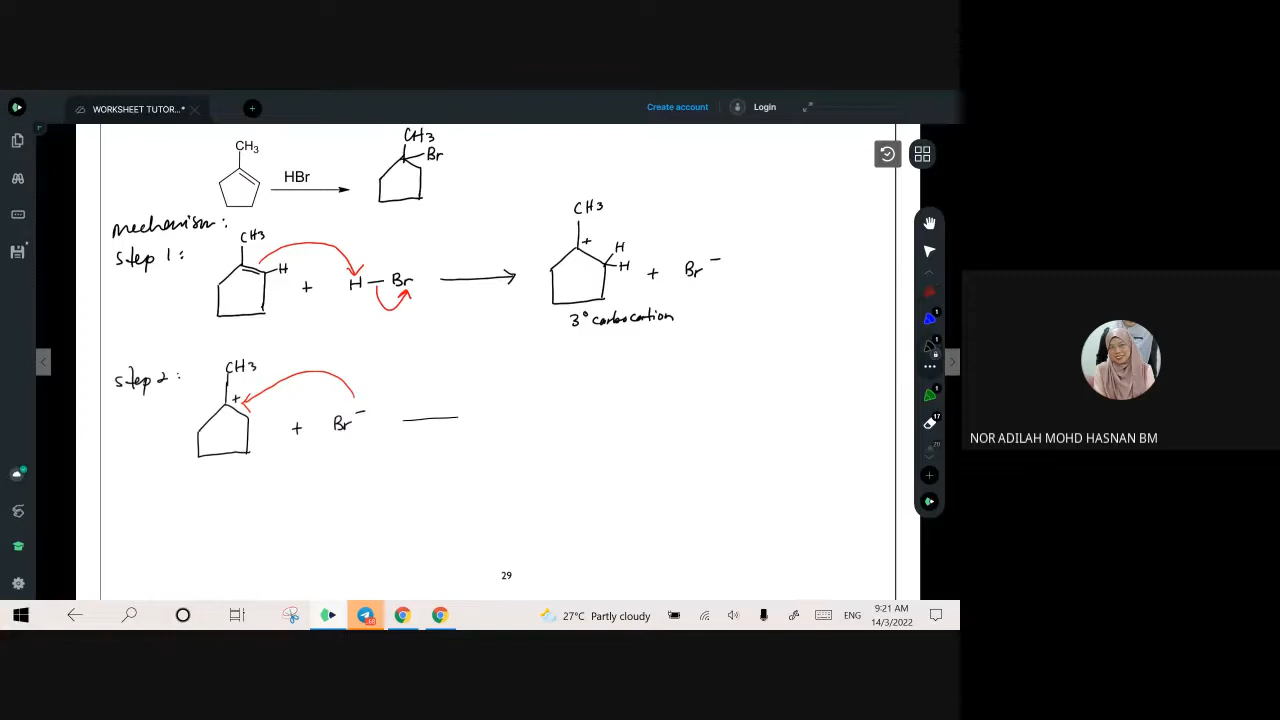 WORKSHEET TUTOR...*
Create account
Login
CH3
CH3
Br
HBr
mechanism:
CH3
step 1:
CH3
H
+ H — Br
+
H
H
+ Br −
3° carbocation
step 2:
CH3
+
+ Br −
29
27°C Partly cloudy
ENG
9:21 AM
14/3/2022
NOR ADILAH MOHD HASNAN BM